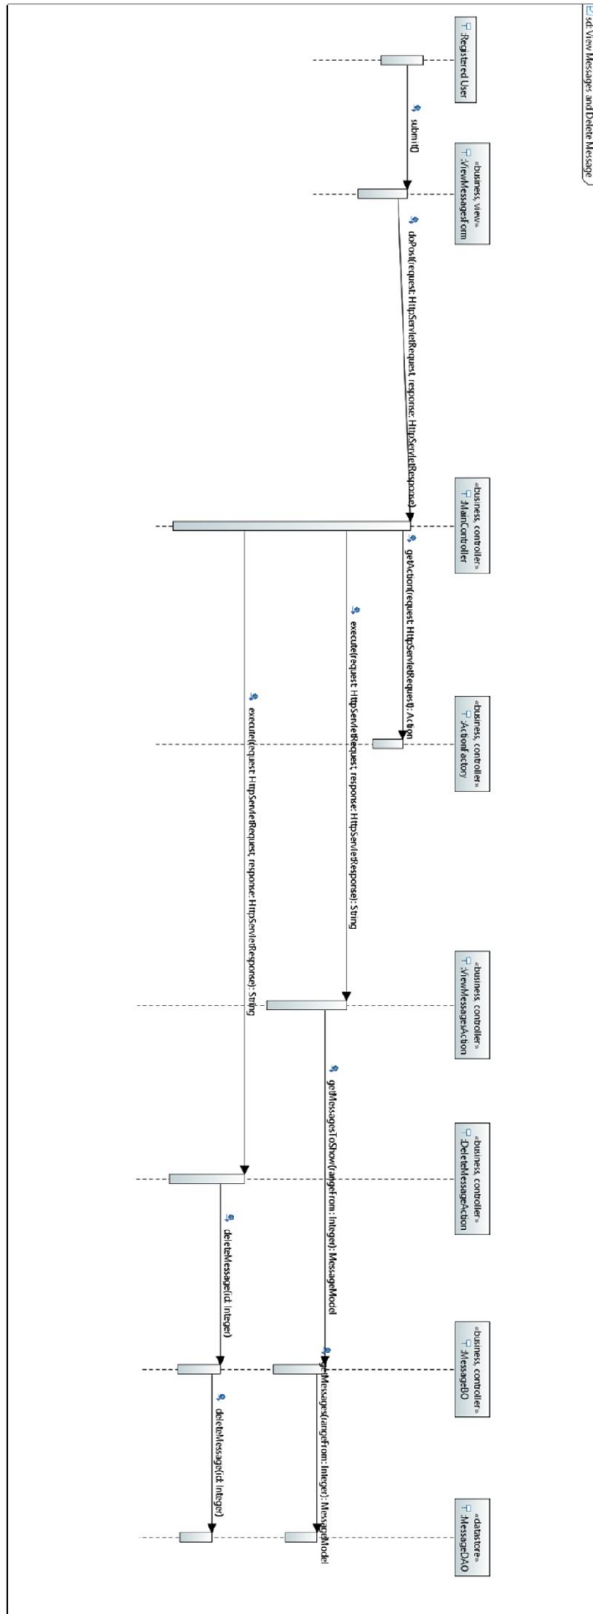 sd: View Messages and Delete Message
:Registered User
«business, view»
:ViewMessagesForm
«business, controller»
:MainController
«business, controller»
:ActionFactory
«business, controller»
:ViewMessagesAction
«business, controller»
:DeleteMessageAction
«business, controller»
:MessageBO
«datastore»
:MessageDAO
submit()
doPost(request: HttpServletRequest, response: HttpServletResponse)
getAction(request: HttpServletRequest): Action
execute(request: HttpServletRequest, response: HttpServletResponse): String
getMessagesToShow(rangeFrom: Integer): MessageModel
getMessages(rangeFrom: Integer): MessageModel
execute(request: HttpServletRequest, response: HttpServletResponse): String
deleteMessage(id: Integer)
deleteMessage(id: Integer)